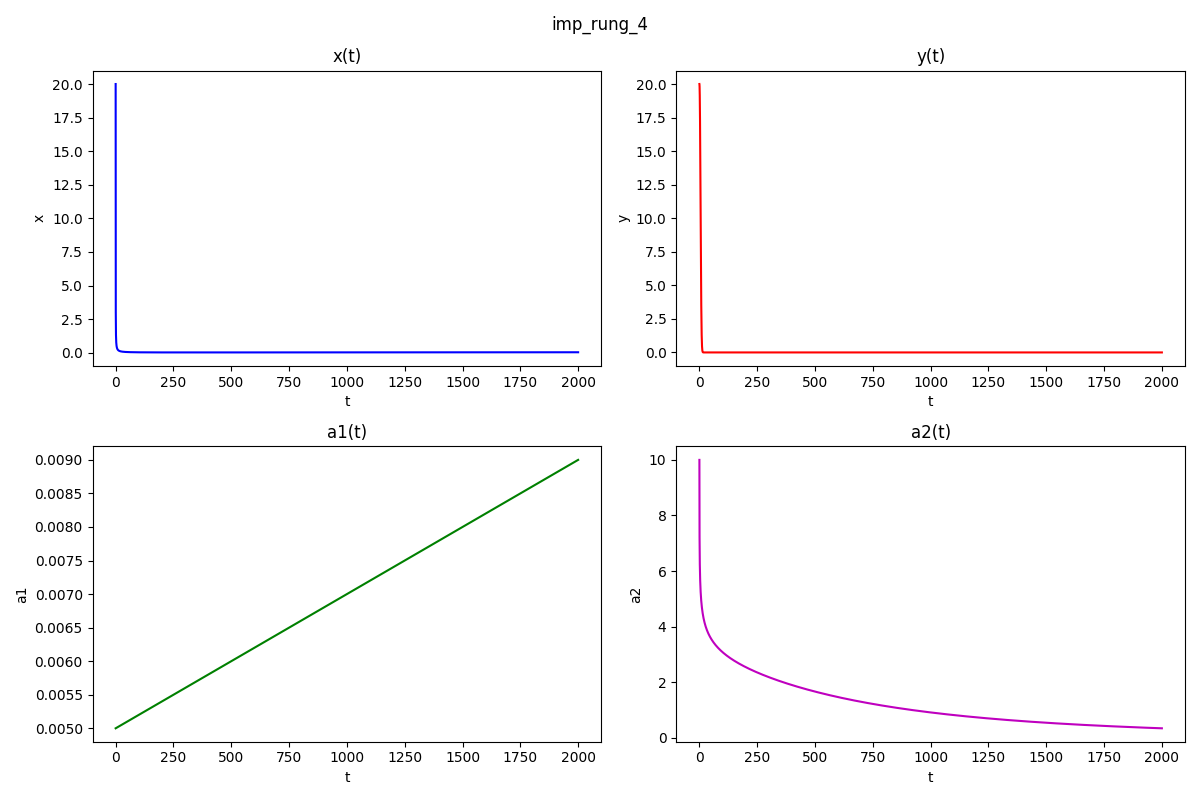 imp_rung_4
x(t)
y(t)
20.0
17.5
15.0
12.5
10.0
7.5
5.0
2.5
0.0
x
0 250 500 750 1000 1250 1500 1750 2000
t
20.0
17.5
15.0
12.5
10.0
7.5
5.0
2.5
0.0
y
0 250 500 750 1000 1250 1500 1750 2000
t
a1(t)
a2(t)
0.0090
0.0085
0.0080
0.0075
0.0070
0.0065
0.0060
0.0055
0.0050
a1
0 250 500 750 1000 1250 1500 1750 2000
t
10
8
6
4
2
0
a2
0 250 500 750 1000 1250 1500 1750 2000
t